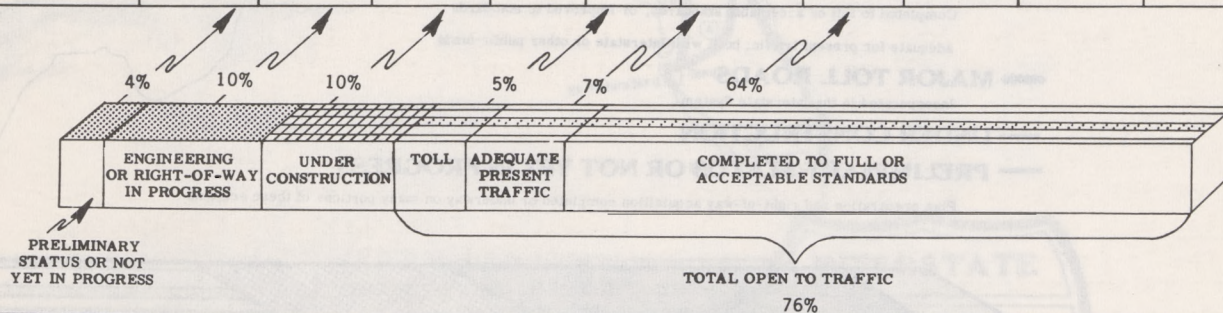 4% 10% 10% 5% 7% 64%
ENGINEERING
OR RIGHT-OF-WAY
IN PROGRESS
UNDER
CONSTRUCTION
TOLL
ADEQUATE
PRESENT
TRAFFIC
COMPLETED TO FULL OR
ACCEPTABLE STANDARDS
PRELIMINARY
STATUS OR NOT
YET IN PROGRESS
TOTAL OPEN TO TRAFFIC
76%
MAJOR TOLL ROADS